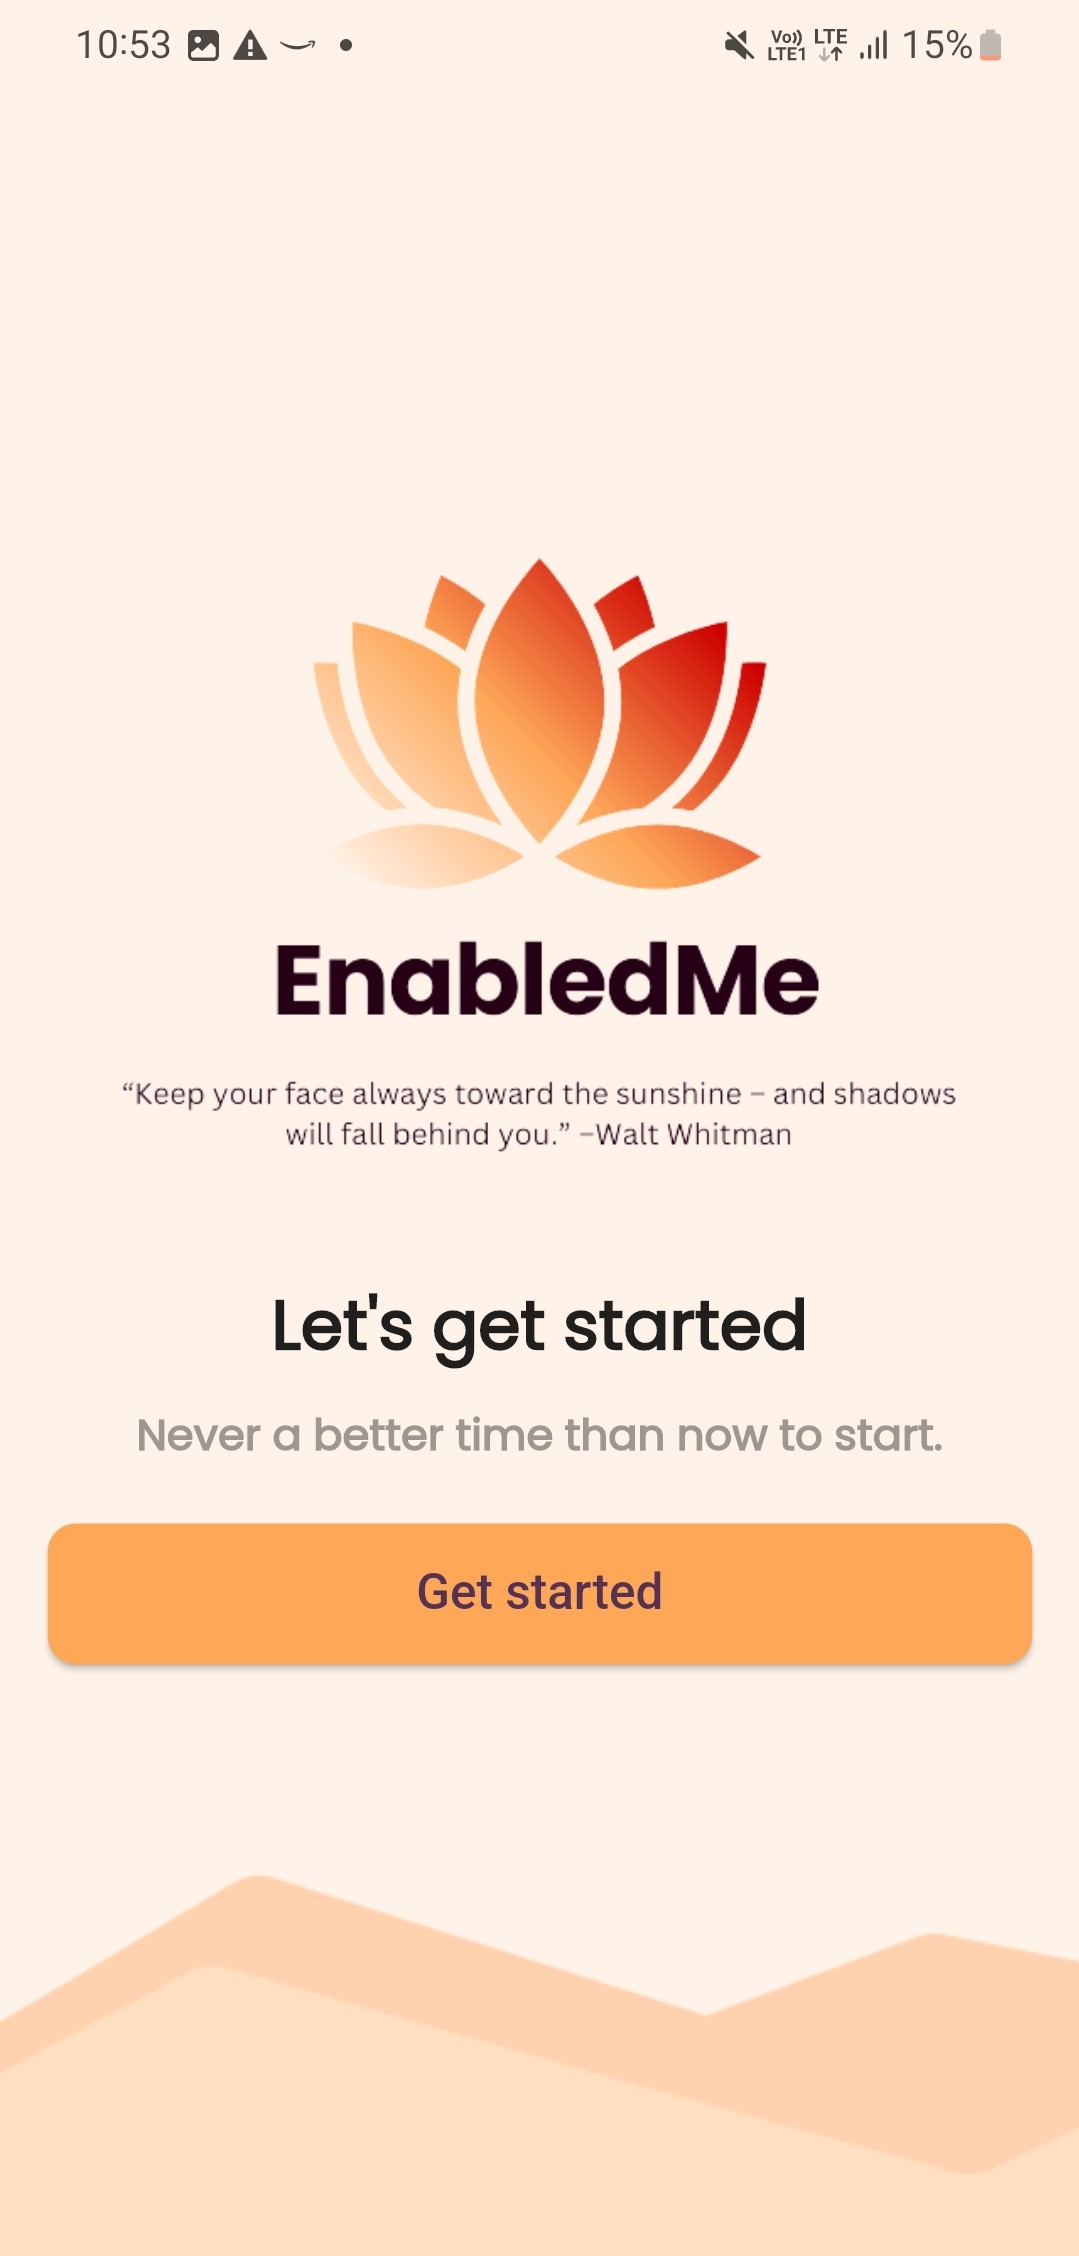 10:53
Vo)) LTE
LTE1
15%
EnabledMe
“Keep your face always toward the sunshine – and shadows
will fall behind you.” –Walt Whitman
Let's get started
Never a better time than now to start.
Get started